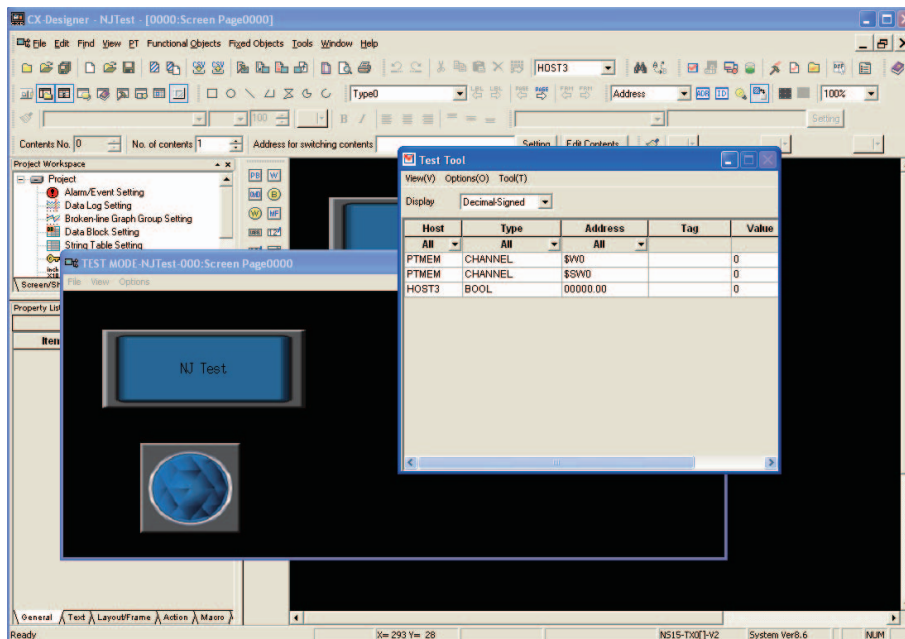 CX-Designer - NJTest - [0000:Screen Page0000]
File Edit Find View PT Functional Objects Fixed Objects Tools Window Help
HOST3
Type0 Address 100%
100 B I Setting
Contents No. 0 No. of contents 1 Address for switching contents Setting Edit Contents
Project Workspace
Project
Alarm/Event Setting
Data Log Setting
Broken-line Graph Group Setting
Data Block Setting
String Table Setting
Property Lis
General Text Layout/Frame Action Macro
TEST MODE-NJTest-000:Screen Page0000
File View Options
NJ Test
Test Tool
View(V) Options(O) Tool(T)
Display Decimal-Signed
Host Type Address Tag Value
All All All
PTMEM CHANNEL $W0 0
PTMEM CHANNEL $SW0 0
HOST3 BOOL 00000.00 0
Ready X= 293 Y= 28 NS15-TX0[]-V2 System Ver8.6 NUM